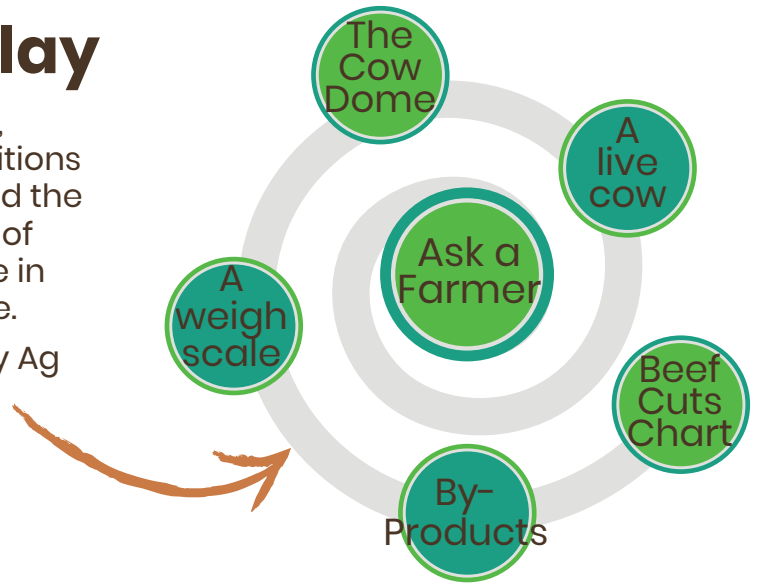 lay
,
itions
d the
of
e in
e.
y Ag
The
Cow
Dome
A
live
cow
Ask a
Farmer
A
weigh
scale
Beef
Cuts
Chart
By-
Products